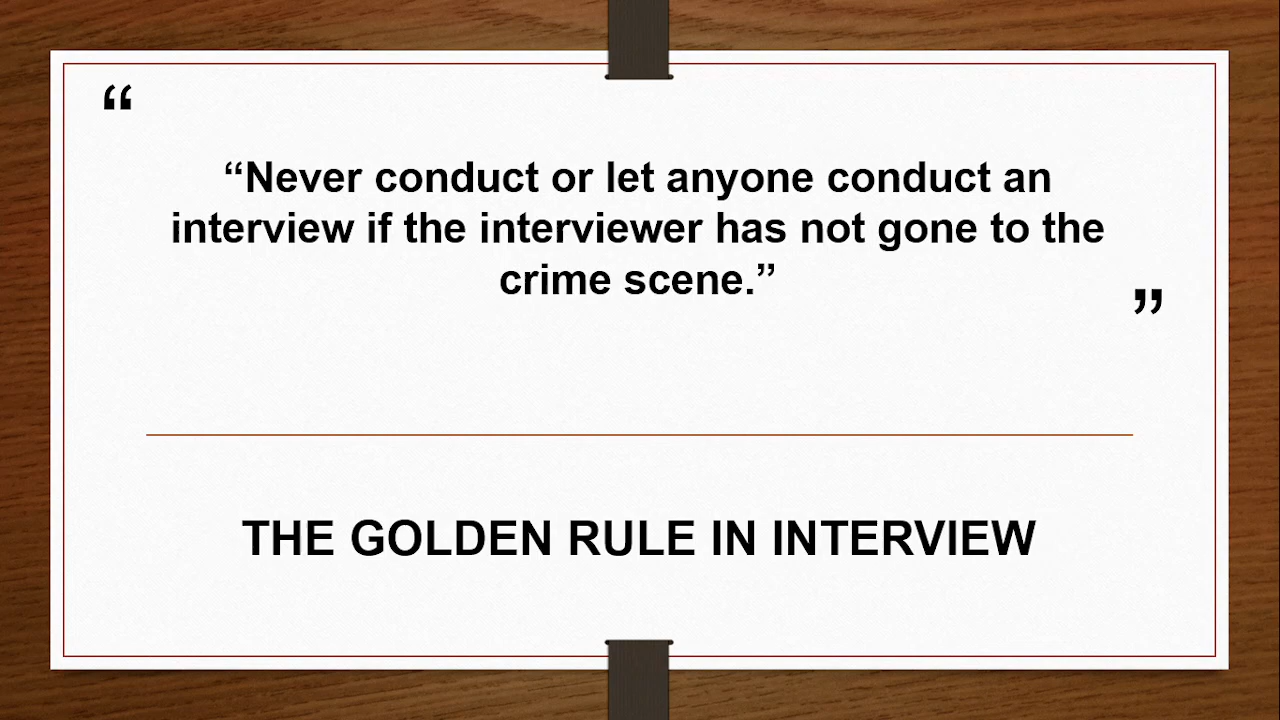 “
“Never conduct or let anyone conduct an
interview if the interviewer has not gone to the
crime scene.”
”
THE GOLDEN RULE IN INTERVIEW